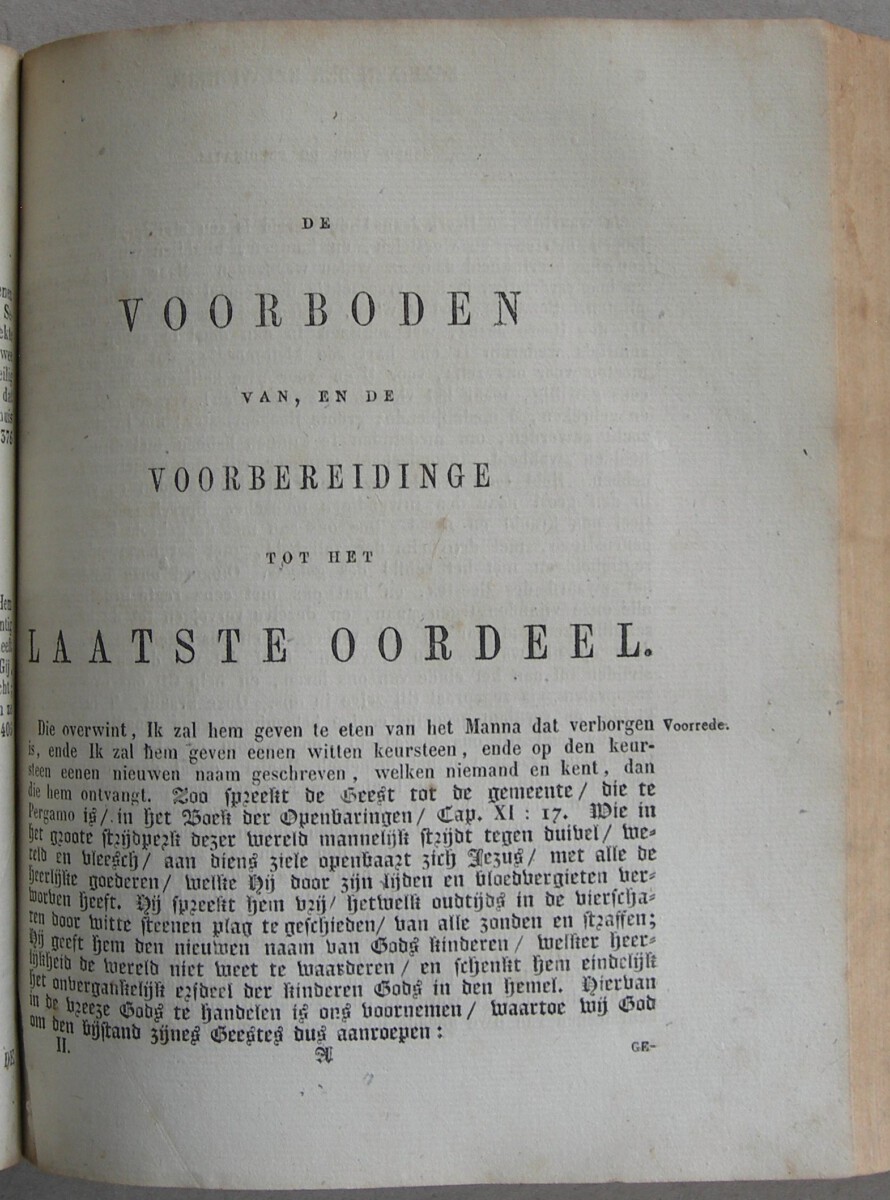 DE
VOORBODEN
VAN, EN DE
VOORBEREIDINGE
TOT HET
LAATSTE OORDEEL.
Die overwint, Ik zal hem geven te eten van het Manna dat verborgen Voorrede.
is, ende Ik zal hem geven eenen witten keursteen, ende op den keur-
steen eenen nieuwen naam geschreven, welken niemand en kent, dan
die hem ontvangt. Zoo spreekt de Geest tot de gemeente/ die te
Pergamo is/ in het Boek der Openbaringen/ Cap. XI : 17. Wie in
het groote strijdperk dezer wereld mannelijk strijdt tegen duivel/ we-
reld en vleesch/ aan diens ziele openbaart zich Jezus/ met alle de
heerlijke goederen/ welke Hij door zijn lijden en bloedvergieten ver-
worven heeft. Hij spreekt hem vrij/ hetwelk oudtijds in de vierscha-
ren door witte steenen plag te geschieden/ van alle zonden en straffen;
Hij geeft hem den nieuwen naam van Gods kinderen/ welker heer-
lijkheid de wereld niet weet te waarderen/ en schenkt hem eindelijk
het onvergankelijk erfdeel der kinderen Gods in den hemel. Hiervan
in de vreeze Gods te handelen is ons voornemen/ waartoe wij God
om den bijstand zijnes Geestes dus aanroepen:
II.
A
GE-
nen
ekte
wes
eilig
dat
376
dem
Gij,
406